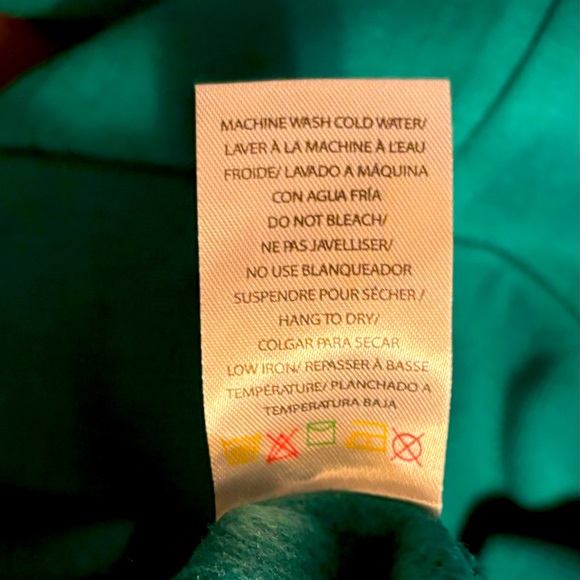 MACHINE WASH COLD WATER/
LAVER À LA MACHINE À L'EAU
FROIDE/ LAVADO A MÁQUINA
CON AGUA FRÍA
DO NOT BLEACH/
NE PAS JAVELLISER/
NO USE BLANQUEADOR
SUSPENDRE POUR SÉCHER /
HANG TO DRY/
COLGAR PARA SECAR
LOW IRON/ REPASSER À BASSE
TEMPÉRATURE/ PLANCHADO A
TEMPERATURA BAJA